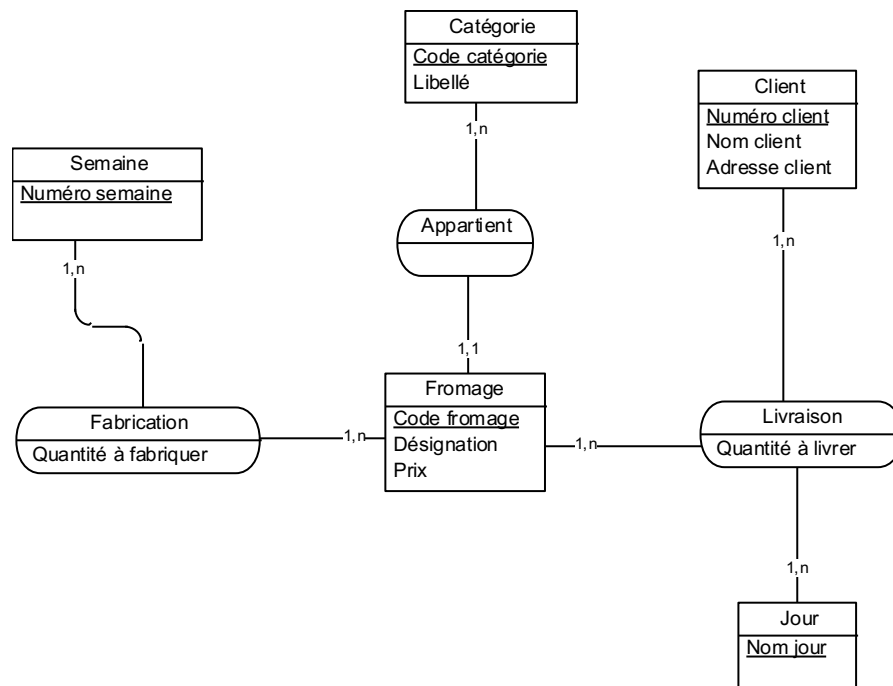 Catégorie
Code catégorie
Libellé
1,n
Client
Numéro client
Nom client
Adresse client
1,n
Semaine
Numéro semaine
1,n
Appartient
1,1
Fromage
Code fromage
Désignation
Prix
Fabrication
Quantité à fabriquer
1,n
1,n
Livraison
Quantité à livrer
1,n
Jour
Nom jour